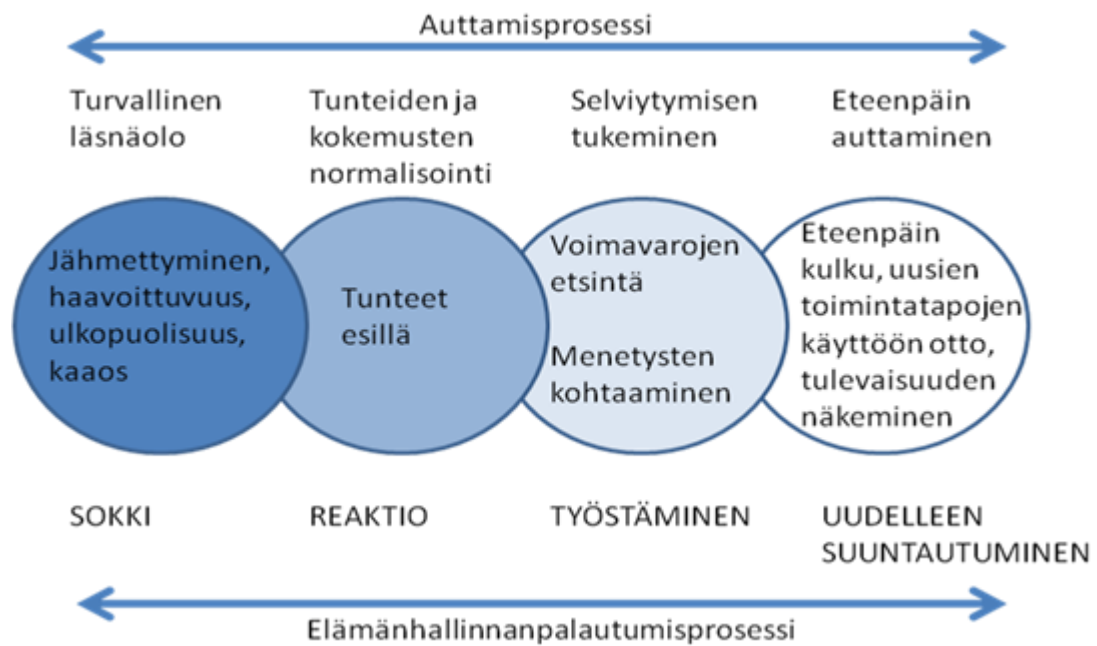 Auttamisprosessi
Turvallinen
läsnäolo
Tunteiden ja
kokemusten
normalisointi
Selviytymisen
tukeminen
Eteenpäin
auttaminen
Jähmettyminen,
haavoittuvuus,
ulkopuolisuus,
kaaos
Tunteet
esillä
Voimavarojen
etsintä
Menetysten
kohtaaminen
Eteenpäin
kulku, uusien
toimintatapojen
käyttöön otto,
tulevaisuuden
näkeminen
SOKKI
REAKTIO
TYÖSTÄMINEN
UUDELLEEN
SUUNTAUTUMINEN
Elämänhallinnanpalautumisprosessi